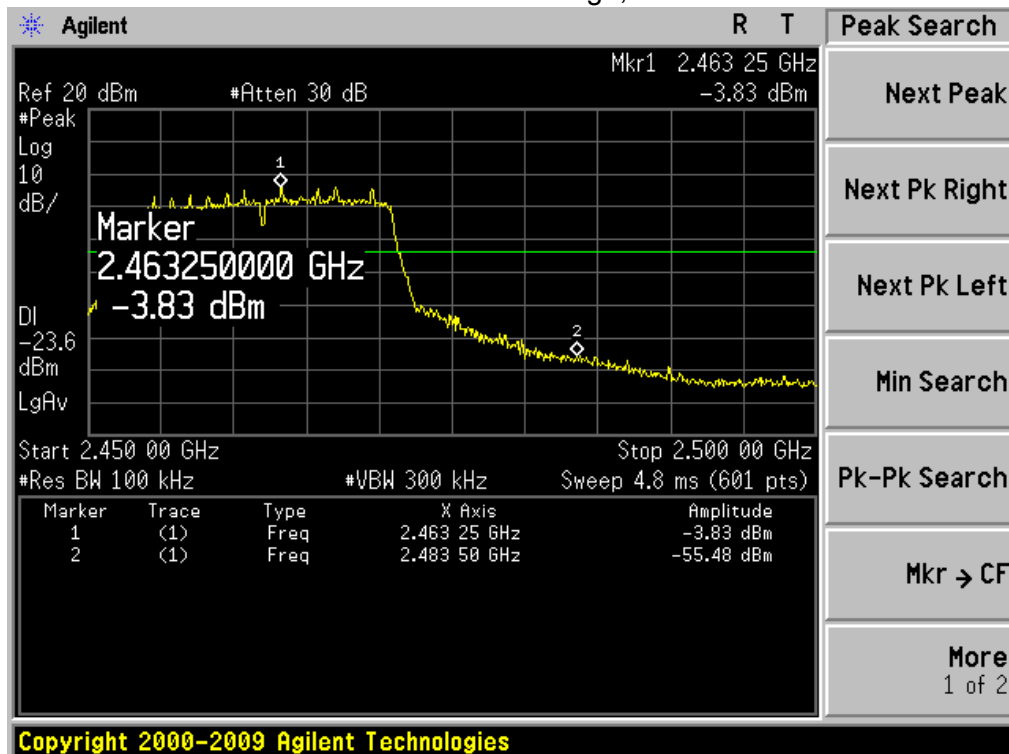 Agilent R T Peak Search
Mkr1 2.463 25 GHz
Ref 20 dBm #Atten 30 dB -3.83 dBm
#Peak
Log
10
dB/
1
Marker
2.463250000 GHz
-3.83 dBm
DI
-23.6
dBm
LgAv
2
Start 2.450 00 GHz Stop 2.500 00 GHz
#Res BW 100 kHz #VBW 300 kHz Sweep 4.8 ms (601 pts)
Marker Trace Type X Axis Amplitude
1 (1) Freq 2.463 25 GHz -3.83 dBm
2 (1) Freq 2.483 50 GHz -55.48 dBm
Next Peak
Next Pk Right
Next Pk Left
Min Search
Pk-Pk Search
Mkr → CF
More
1 of 2
Copyright 2000-2009 Agilent Technologies